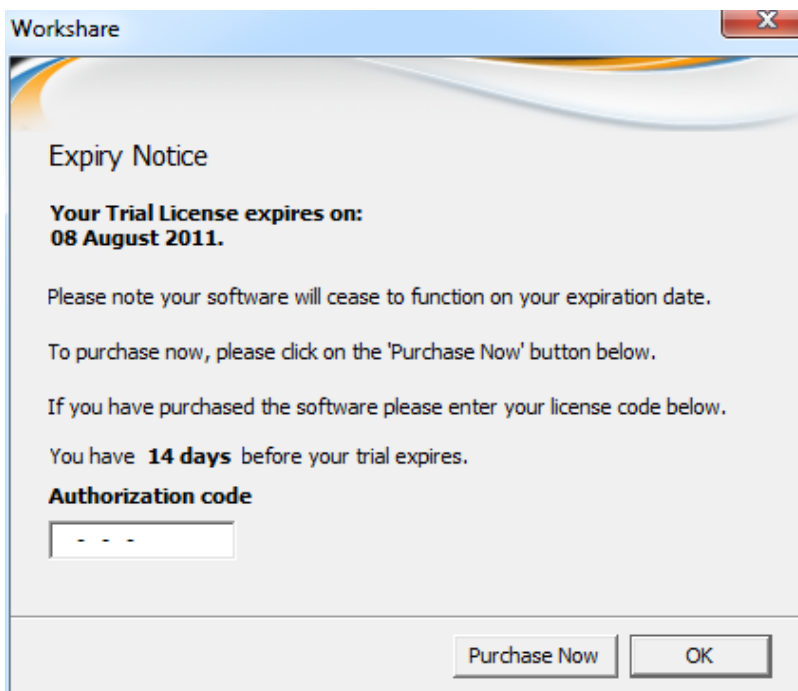 Workshare
Expiry Notice
Your Trial License expires on:
08 August 2011.
Please note your software will cease to function on your expiration date.
To purchase now, please click on the 'Purchase Now' button below.
If you have purchased the software please enter your license code below.
You have 14 days before your trial expires.
Authorization code
- - -
Purchase Now OK